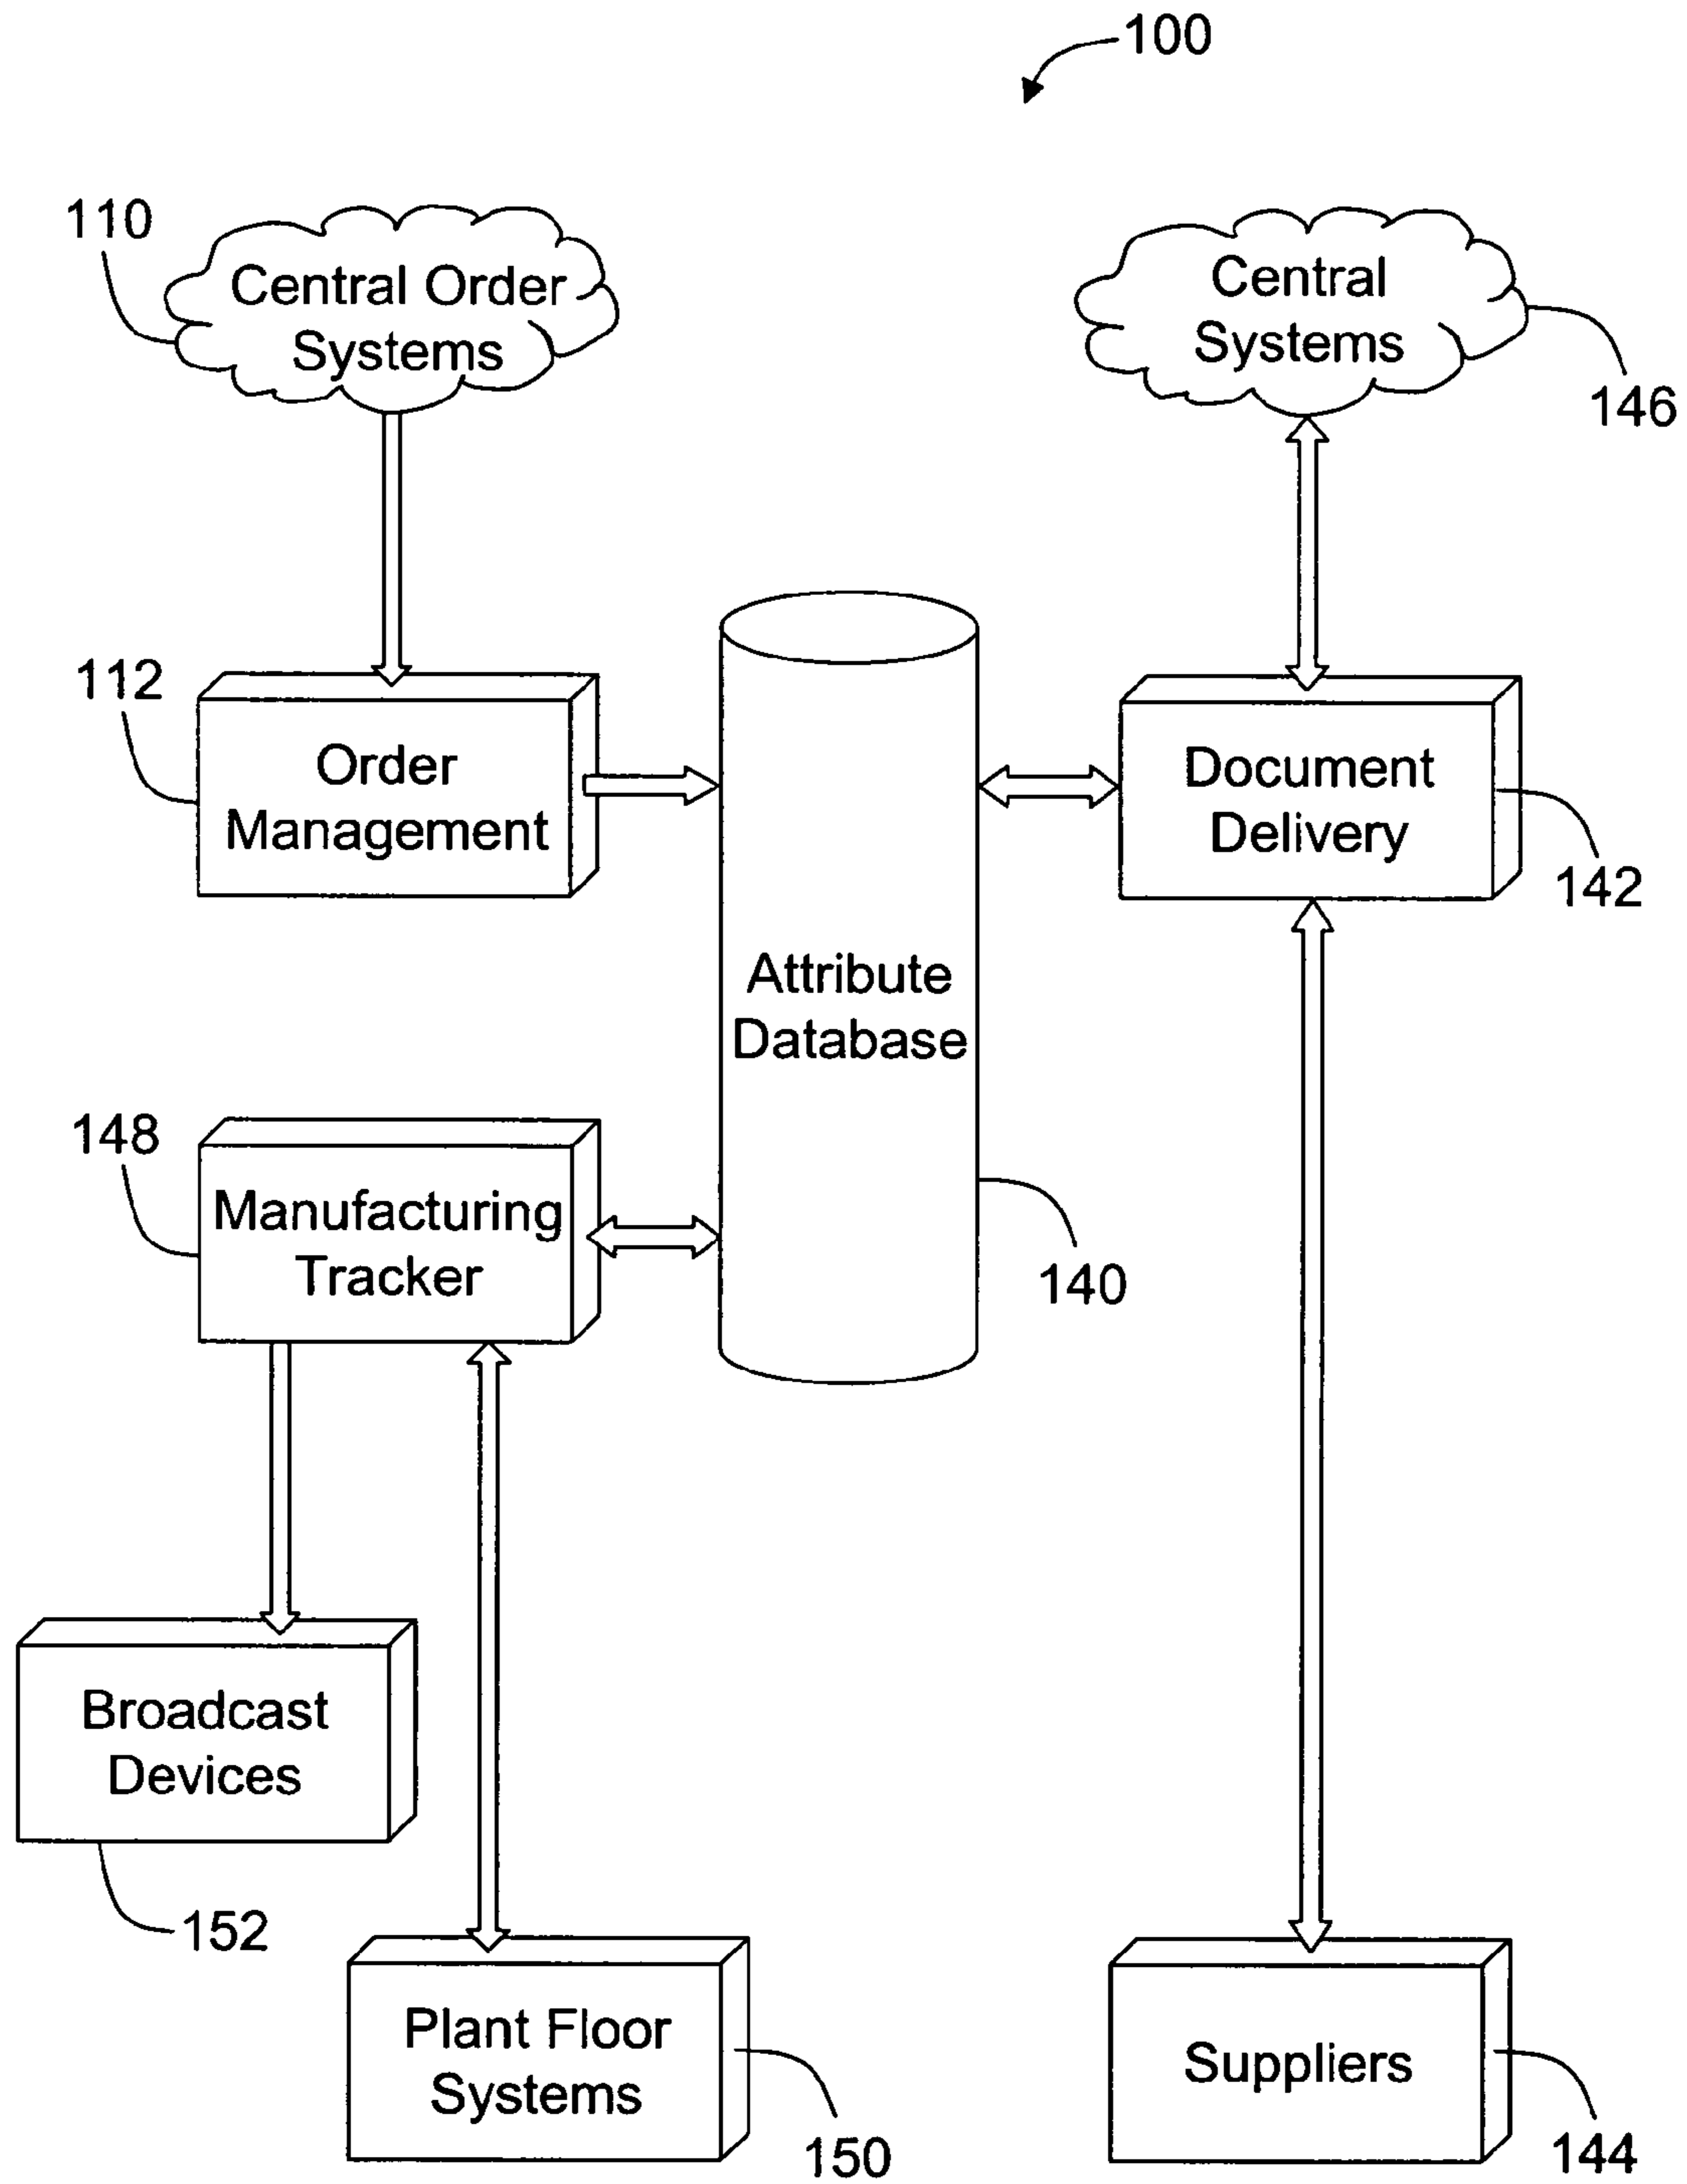 100
110
Central Order
Systems
Central
Systems
146
112
Order
Management
Document
Delivery
142
Attribute
Database
148
Manufacturing
Tracker
140
Broadcast
Devices
152
Plant Floor
Systems
150
Suppliers
144